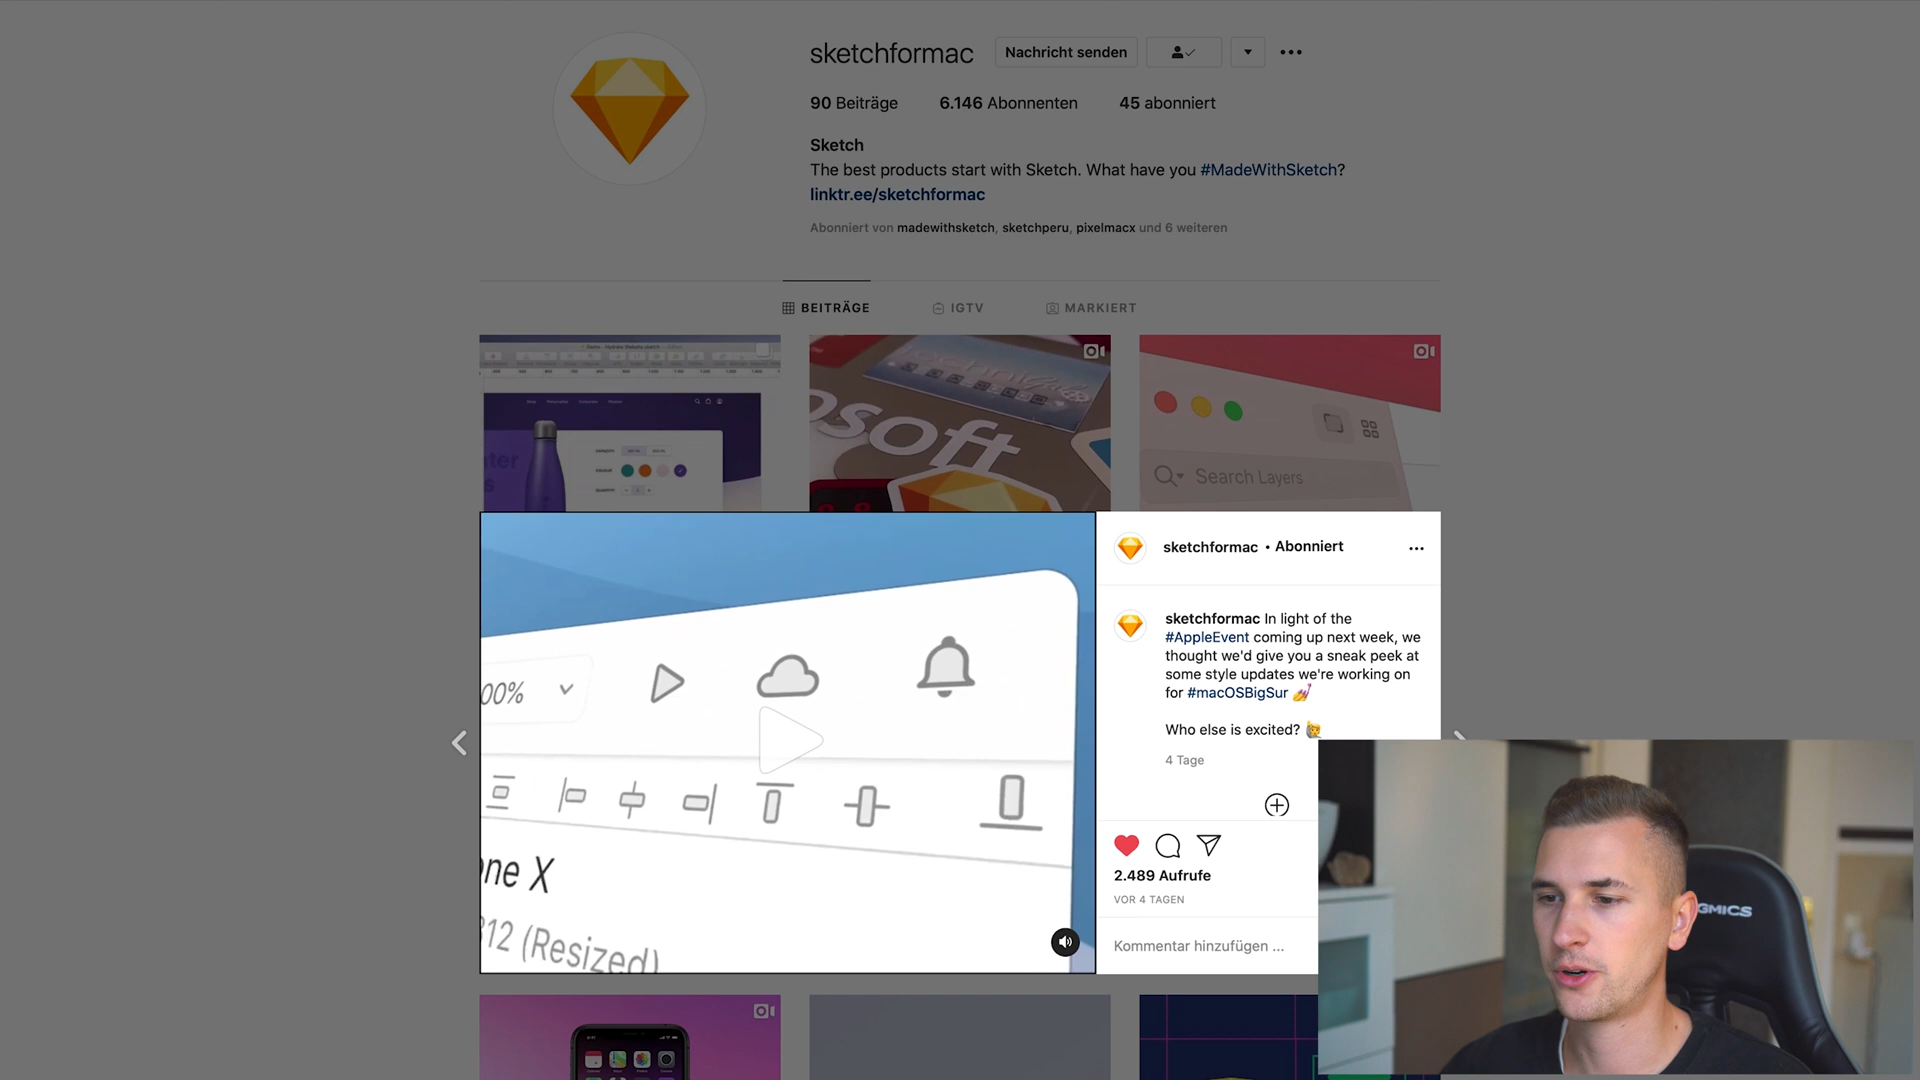 sketchformac
Nachricht senden
90 Beiträge 6.146 Abonnenten 45 abonniert
Sketch
The best products start with Sketch. What have you #MadeWithSketch?
linktr.ee/sketchformac
Abonniert von madewithsketch, sketchperu, pixelmacx und 6 weiteren
BEITRÄGE IGTV MARKIERT
osoft
Search Layers
00%
one X
812 (Resized)
sketchformac • Abonniert
sketchformac In light of the
#AppleEvent coming up next week, we
thought we'd give you a sneak peek at
some style updates we're working on
for #macOSBigSur 💅
Who else is excited? 🙋
4 Tage
2.489 Aufrufe
VOR 4 TAGEN
Kommentar hinzufügen ...
GMICS